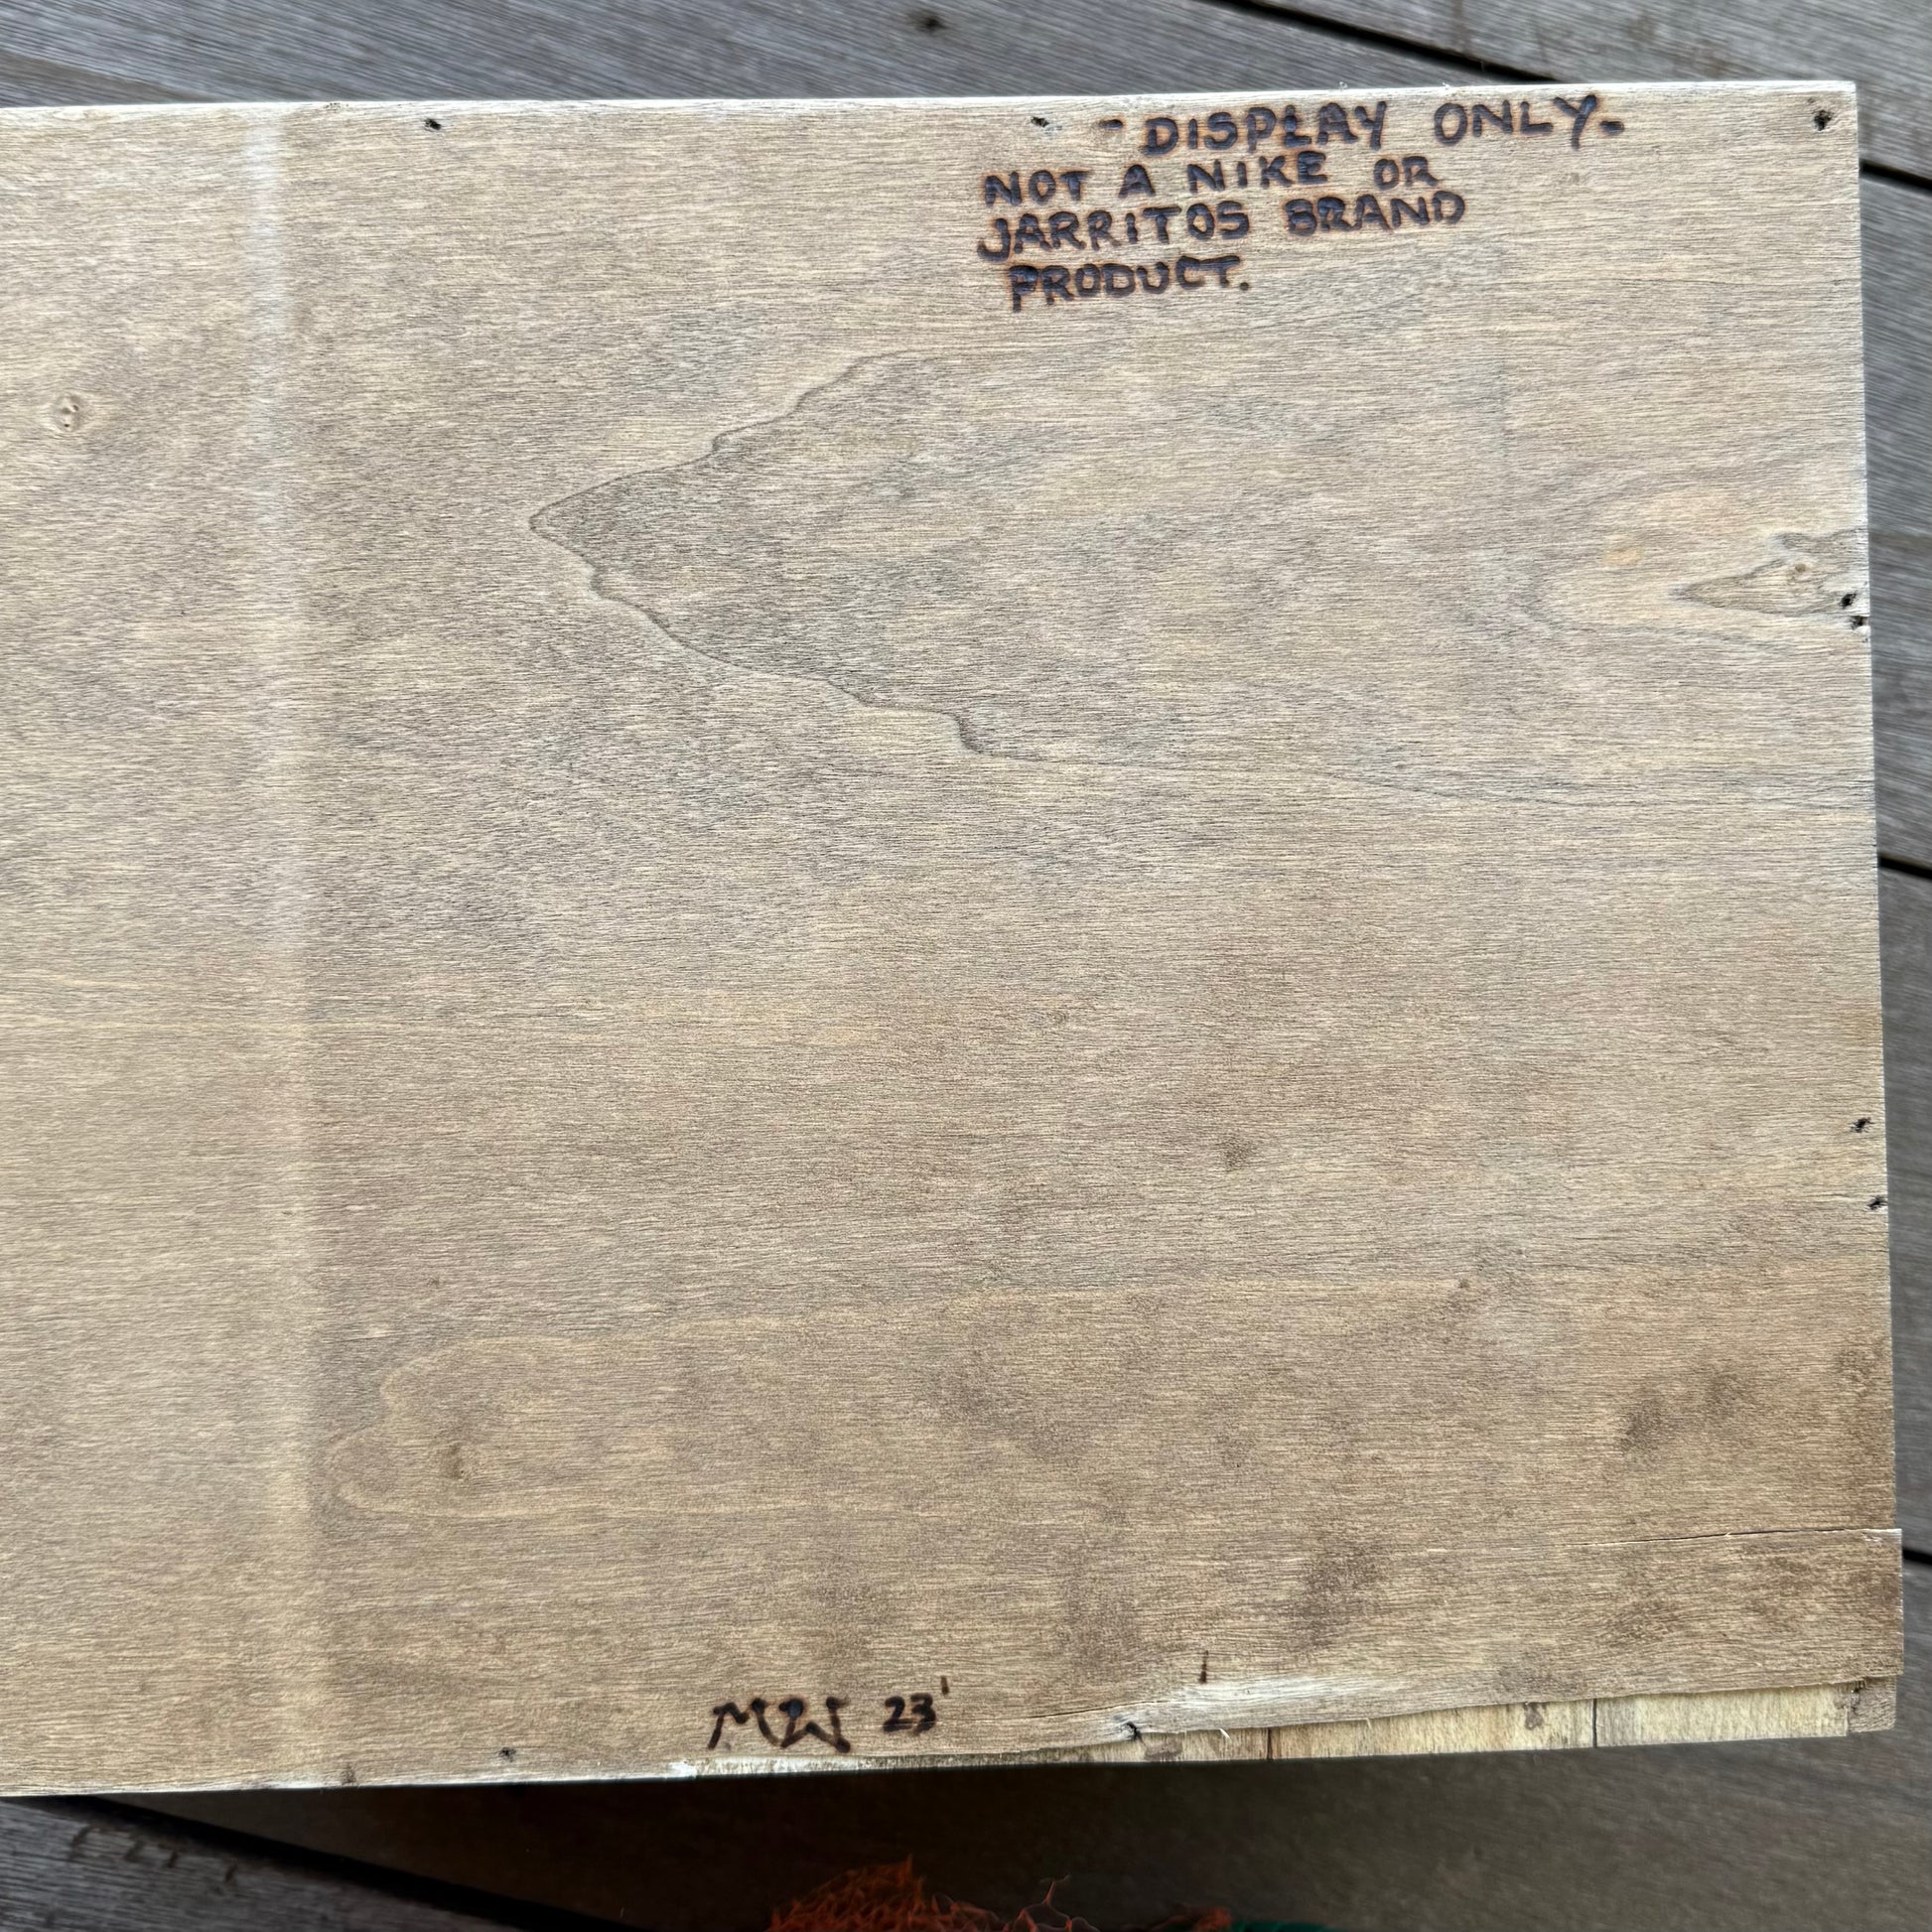 -DISPLAY ONLY-
NOT A NIKE OR
JARRITOS BRAND
PRODUCT.
MW 23'